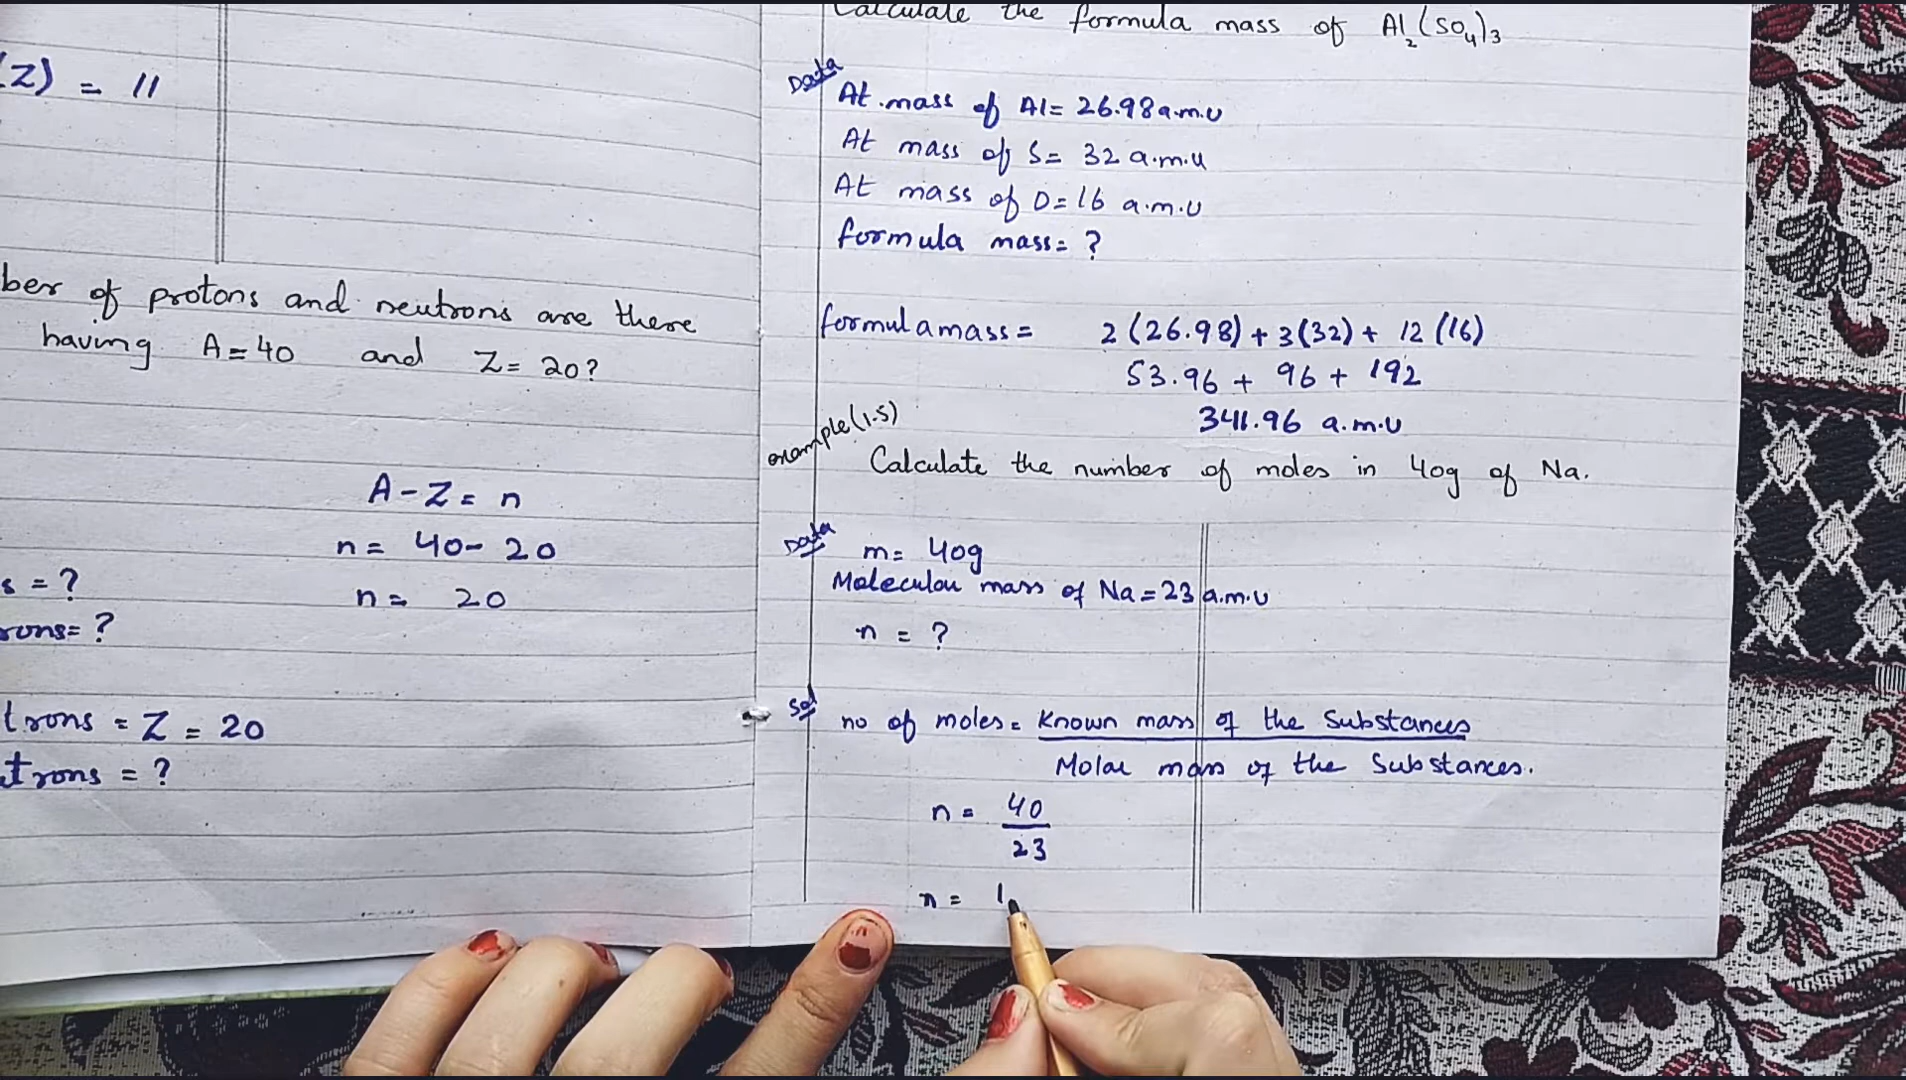 (Z) = 11
ber of protons and neutrons are there
having A=40 and Z= 20?
A-Z= n
n= 40- 20
n= 20
s = ?
rons= ?
trons = Z = 20
trons = ?
Calculate the formula mass of Al₂(SO₄)₃
Data
At.mass of Al= 26.98a.m.u
At mass of S= 32 a.m.u
At mass of O=16 a.m.u
formula mass= ?
formulamass= 2(26.98)+3(32)+ 12(16)
53.96 + 96 + 192
341.96 a.m.u
example(1.5)
Calculate the number of moles in 40g of Na.
Data
m= 40g
Moleculau mass of Na=23 a.m.u
n = ?
Sol
no of moles= Known mass of the Substances
Molar mass of the Substances.
n= 40
23
n= 1